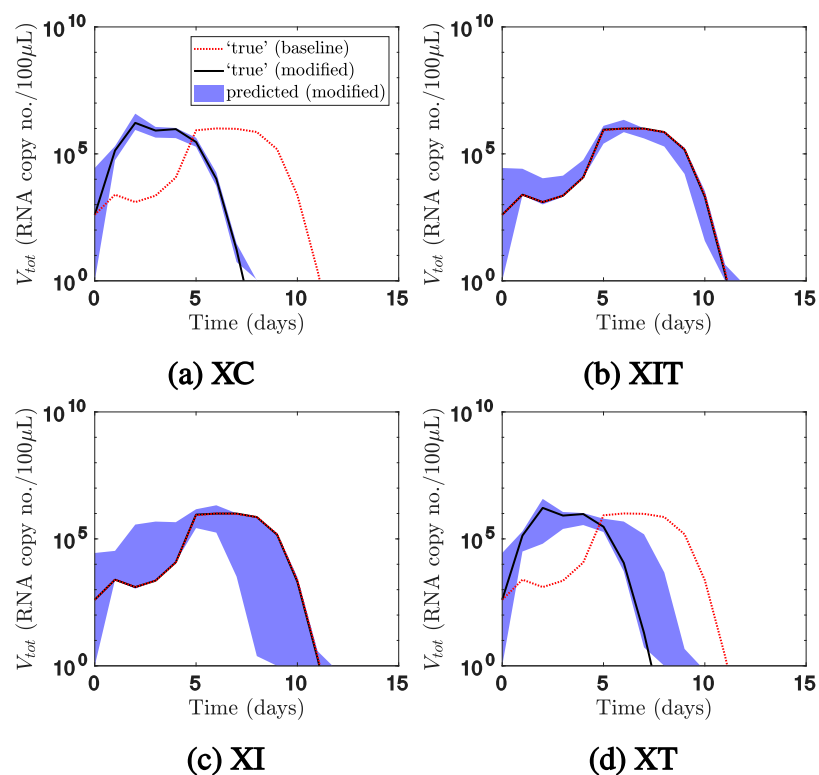 10^10
10^5
10^0
V_tot (RNA copy no./100μL)
'true' (baseline)
'true' (modified)
predicted (modified)
0 5 10 15
Time (days)
(a) XC
10^10
10^5
10^0
V_tot (RNA copy no./100μL)
0 5 10 15
Time (days)
(b) XIT
10^10
10^5
10^0
V_tot (RNA copy no./100μL)
0 5 10 15
Time (days)
(c) XI
10^10
10^5
10^0
V_tot (RNA copy no./100μL)
0 5 10 15
Time (days)
(d) XT